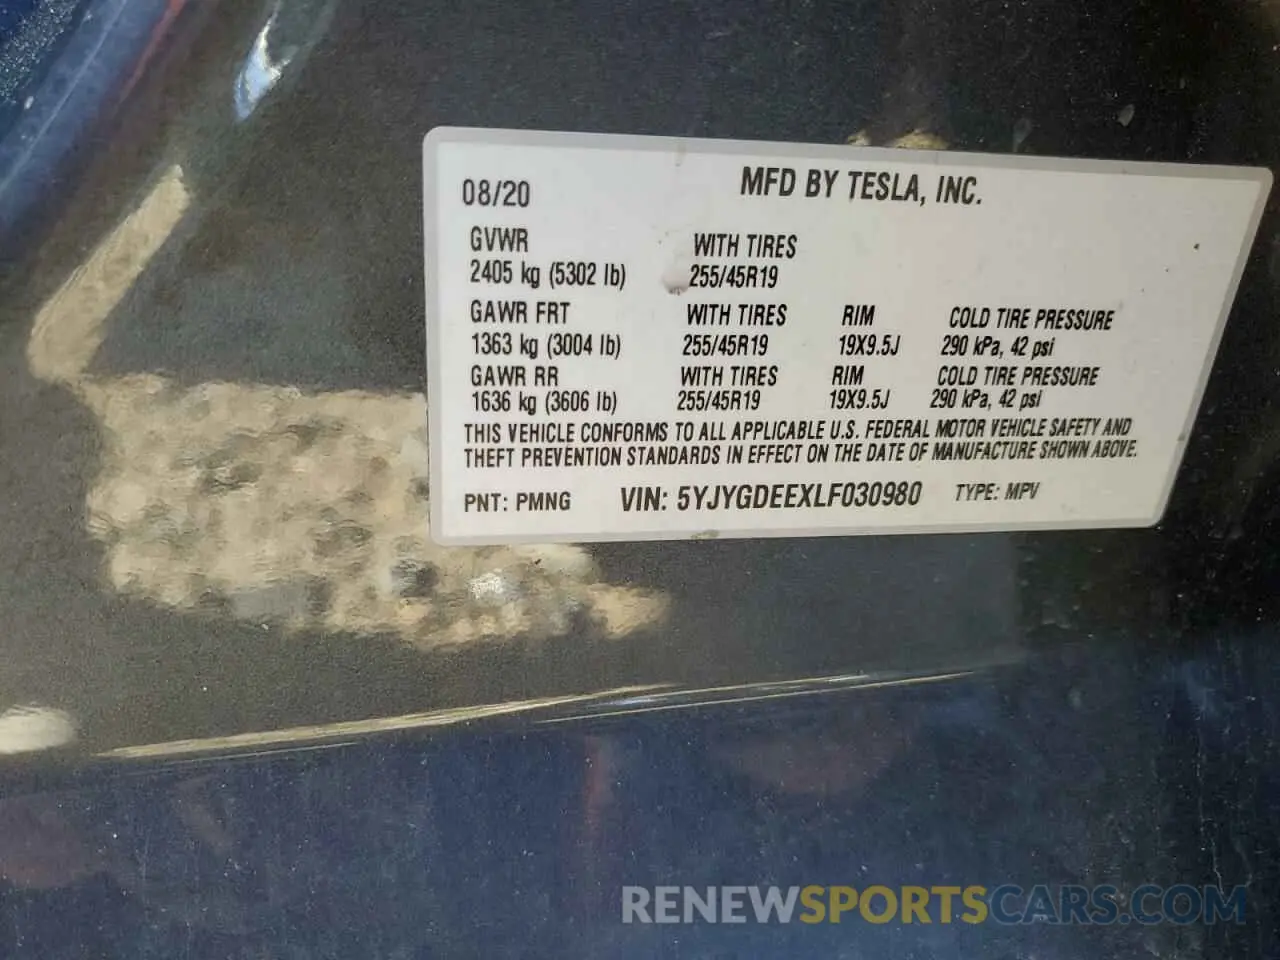 08/20 MFD BY TESLA, INC.
GVWR WITH TIRES
2405 kg (5302 lb) 255/45R19
GAWR FRT WITH TIRES RIM COLD TIRE PRESSURE
1363 kg (3004 lb) 255/45R19 19X9.5J 290 kPa, 42 psi
GAWR RR WITH TIRES RIM COLD TIRE PRESSURE
1636 kg (3606 lb) 255/45R19 19X9.5J 290 kPa, 42 psi
THIS VEHICLE CONFORMS TO ALL APPLICABLE U.S. FEDERAL MOTOR VEHICLE SAFETY AND
THEFT PREVENTION STANDARDS IN EFFECT ON THE DATE OF MANUFACTURE SHOWN ABOVE.
PNT: PMNG VIN: 5YJYGDEEXLF030980 TYPE: MPV
RENEWSPORTSCARS.COM